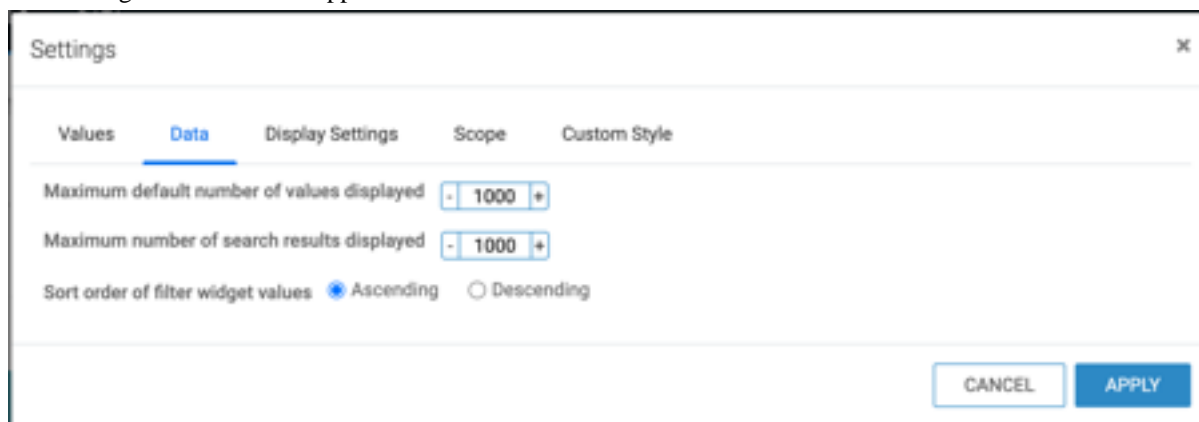 Settings ×
Values Data Display Settings Scope Custom Style
Maximum default number of values displayed - 1000 +
Maximum number of search results displayed - 1000 +
Sort order of filter widget values Ascending Descending
CANCEL APPLY